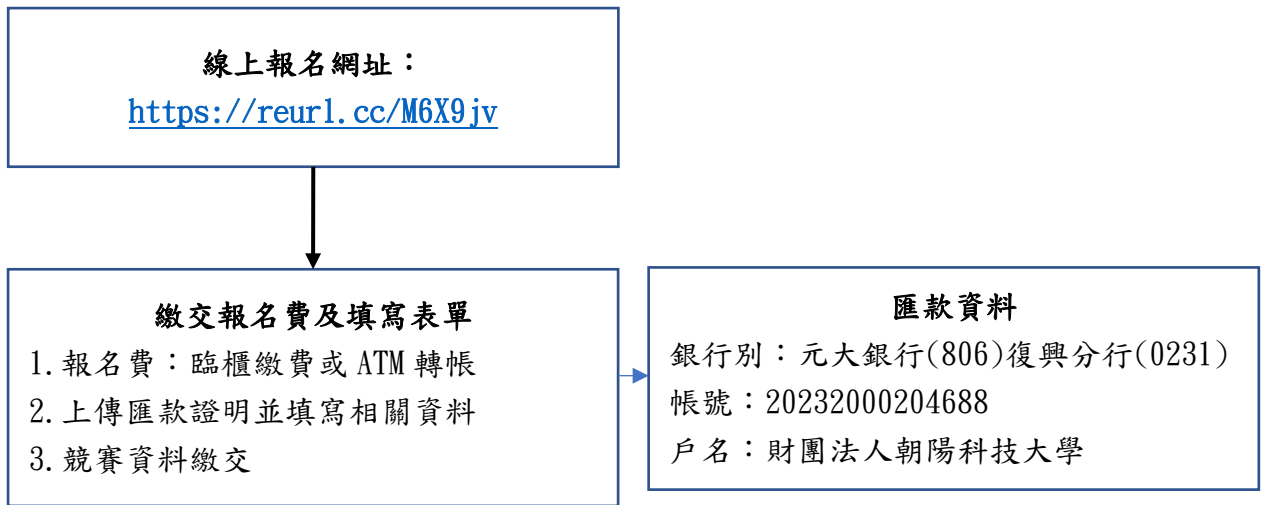 線上報名網址：
https://reurl.cc/M6X9jv
繳交報名費及填寫表單
1.報名費：臨櫃繳費或 ATM 轉帳
2.上傳匯款證明並填寫相關資料
3.競賽資料繳交
匯款資料
銀行別：元大銀行(806)復興分行(0231)
帳號：20232000204688
戶名：財團法人朝陽科技大學